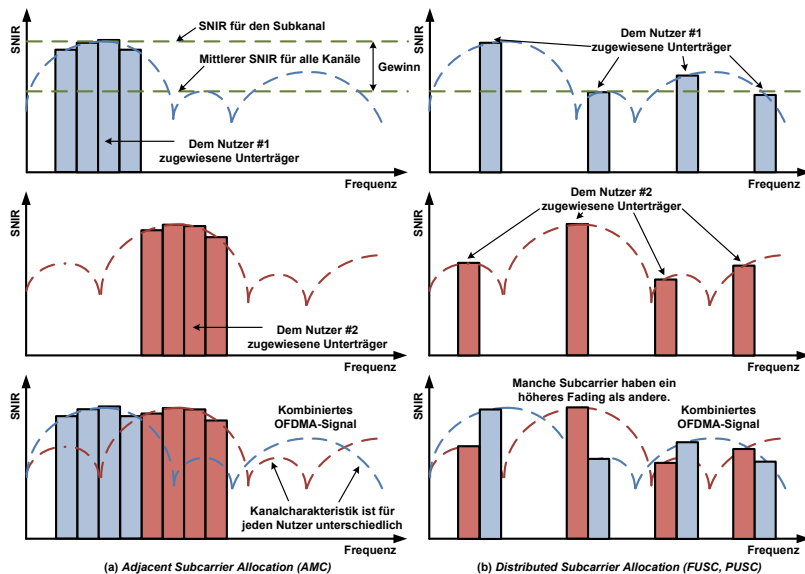 SNIR
SNIR für den Subkanal
Mittlerer SNIR für alle Kanäle
Gewinn
Dem Nutzer #1
zugewiesene Unterträger
Frequenz
SNIR
Dem Nutzer #1
zugewiesene Unterträger
Frequenz
SNIR
Dem Nutzer #2
zugewiesene Unterträger
Frequenz
SNIR
Dem Nutzer #2
zugewiesene Unterträger
Frequenz
SNIR
Kombiniertes
OFDMA-Signal
Kanalcharakteristik ist für
jeden Nutzer unterschiedlich
Frequenz
SNIR
Manche Subcarrier haben ein
höheres Fading als andere.
Kombiniertes
OFDMA-Signal
Frequenz
(a) Adjacent Subcarrier Allocation (AMC)
(b) Distributed Subcarrier Allocation (FUSC, PUSC)